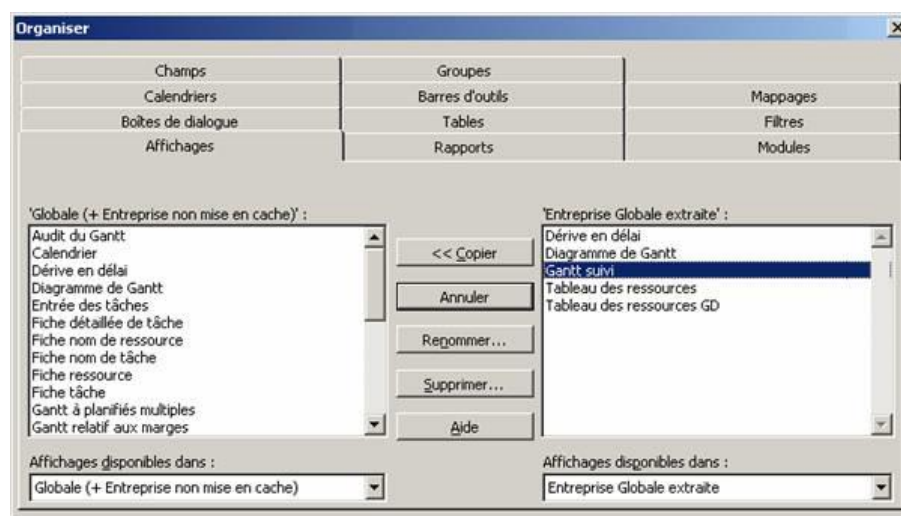 Organiser
Champs
Groupes
Calendriers
Barres d'outils
Mappages
Boîtes de dialogue
Tables
Filtres
Affichages
Rapports
Modules
'Globale (+ Entreprise non mise en cache)' :
Audit du Gantt
Calendrier
Dérive en délai
Diagramme de Gantt
Entrée des tâches
Fiche détaillée de tâche
Fiche nom de ressource
Fiche nom de tâche
Fiche ressource
Fiche tâche
Gantt à planifiés multiples
Gantt relatif aux marges
<< Copier
Annuler
Renommer...
Supprimer...
Aide
'Entreprise Globale extraite' :
Dérive en délai
Diagramme de Gantt
Gantt suivi
Tableau des ressources
Tableau des ressources GD
Affichages disponibles dans :
Globale (+ Entreprise non mise en cache)
Affichages disponibles dans :
Entreprise Globale extraite